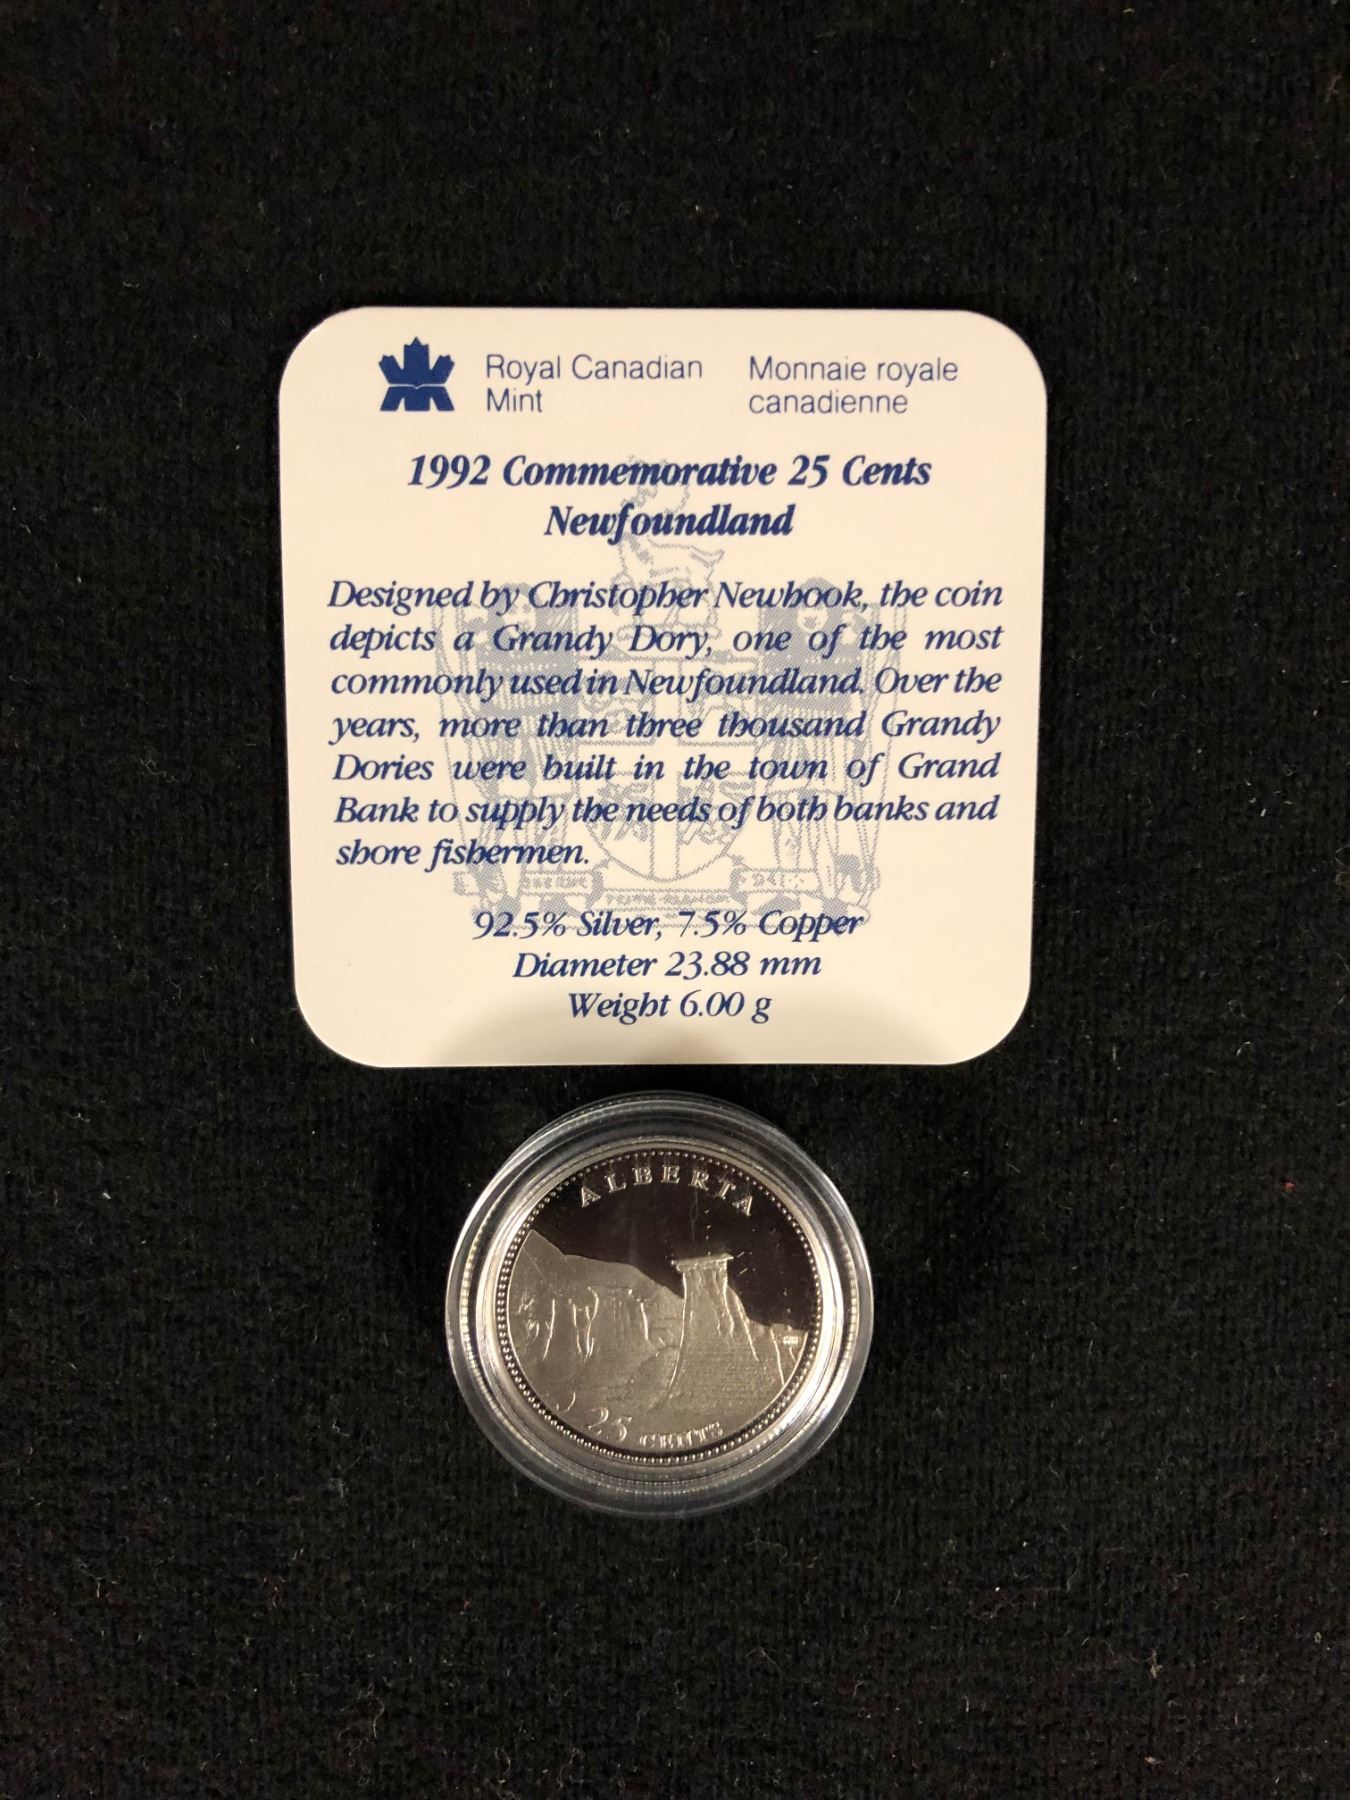 Royal Canadian Mint
Monnaie royale canadienne
1992 Commemorative 25 Cents
Newfoundland
Designed by Christopher Newhook, the coin
depicts a Grandy Dory, one of the most
commonly used in Newfoundland. Over the
years, more than three thousand Grandy
Dories were built in the town of Grand
Bank to supply the needs of both banks and
shore fishermen.
92.5% Silver, 7.5% Copper
Diameter 23.88 mm
Weight 6.00 g
ALBERTA
25 CENTS